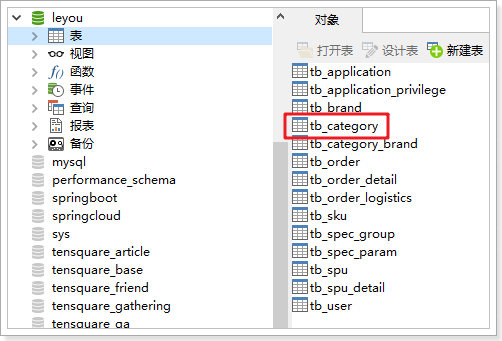 leyou
表
视图
函数
事件
查询
报表
备份
mysql
performance_schema
springboot
springcloud
sys
tensquare_article
tensquare_base
tensquare_friend
tensquare_gathering
tensquare_qa
对象
打开表 设计表 新建表
tb_application
tb_application_privilege
tb_brand
tb_category
tb_category_brand
tb_order
tb_order_detail
tb_order_logistics
tb_sku
tb_spec_group
tb_spec_param
tb_spu
tb_spu_detail
tb_user